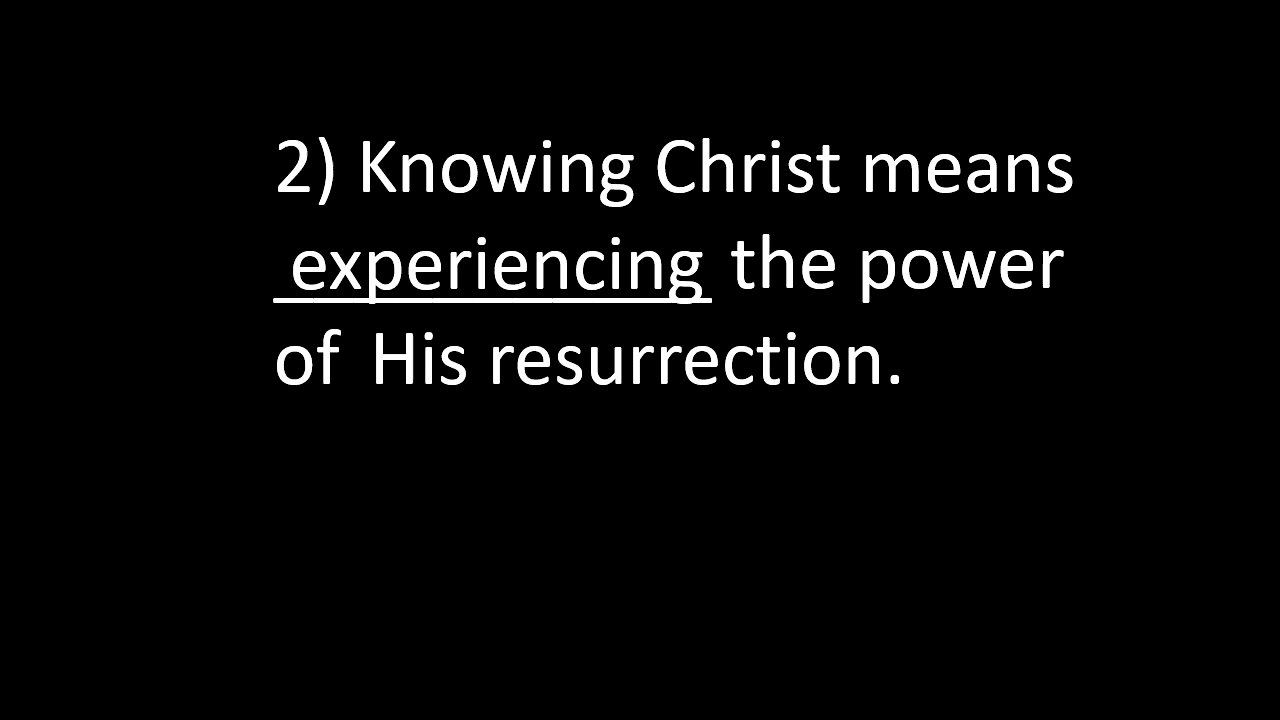 2) Knowing Christ means
experiencing the power
of His resurrection.